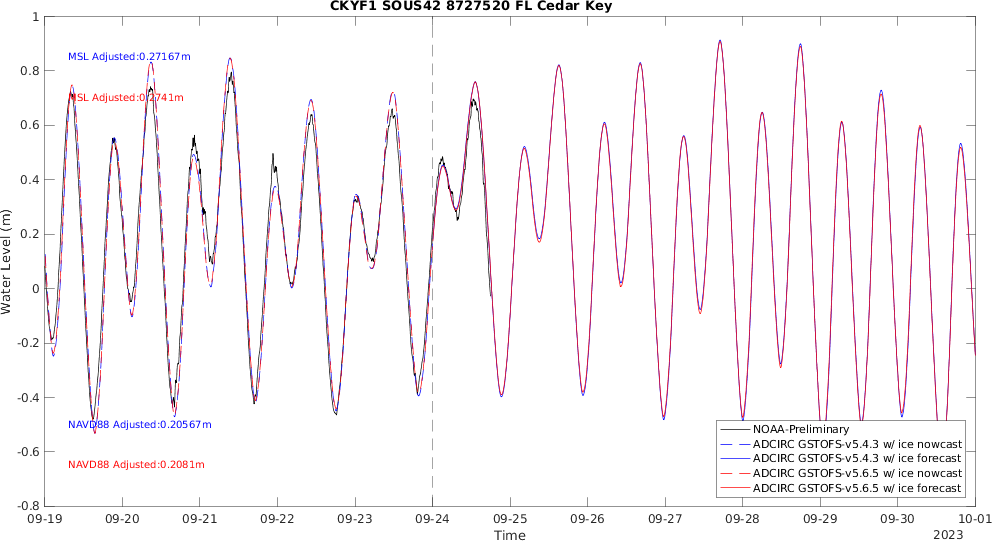 CKYF1 SOUS42 8727520 FL Cedar Key
Water Level (m)
1
0.8
0.6
0.4
0.2
0
-0.2
-0.4
-0.6
-0.8
MSL Adjusted:0.27167m
MSL Adjusted:0.2741m
NAVD88 Adjusted:0.20567m
NAVD88 Adjusted:0.2081m
NOAA-Preliminary
ADCIRC GSTOFS-v5.4.3 w/ ice nowcast
ADCIRC GSTOFS-v5.4.3 w/ ice forecast
ADCIRC GSTOFS-v5.6.5 w/ ice nowcast
ADCIRC GSTOFS-v5.6.5 w/ ice forecast
09-19 09-20 09-21 09-22 09-23 09-24 09-25 09-26 09-27 09-28 09-29 09-30 10-01
Time
2023